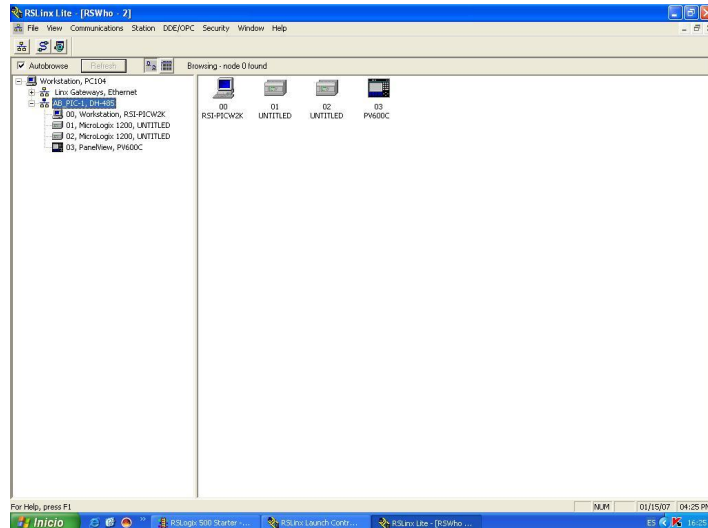 RSLinx Lite - [RSWho - 2]
File View Communications Station DDE/OPC Security Window Help
Autobrowse Refresh Browsing - node 0 found
Workstation, PC104
Linx Gateways, Ethernet
AB_PIC-1, DH-485
00, Workstation, RSI-PICW2K
01, MicroLogix 1200, UNTITLED
02, MicroLogix 1200, UNTITLED
03, PanelView, PV600C
00
RSI-PICW2K
01
UNTITLED
02
UNTITLED
03
PV600C
For Help, press F1
NUM 01/15/07 04:25 PM
Inicio
RSLogix 500 Starter -...
RSLinx Launch Contr...
RSLinx Lite - [RSWho ...
ES 16:25